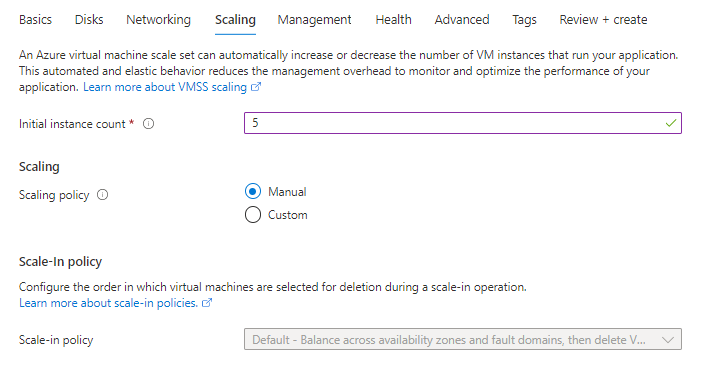 Basics Disks Networking Scaling Management Health Advanced Tags Review + create
An Azure virtual machine scale set can automatically increase or decrease the number of VM instances that run your application.
This automated and elastic behavior reduces the management overhead to monitor and optimize the performance of your
application. Learn more about VMSS scaling
Initial instance count * 5
Scaling
Scaling policy Manual
Custom
Scale-In policy
Configure the order in which virtual machines are selected for deletion during a scale-in operation.
Learn more about scale-in policies.
Scale-in policy Default - Balance across availability zones and fault domains, then delete V...